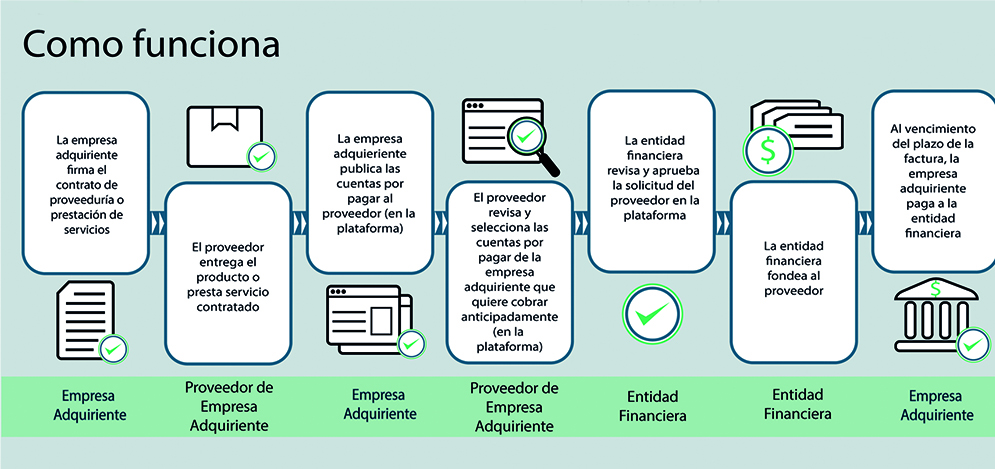 Como funciona
La empresa
adquiriente
firma el
contrato de
proveeduría o
prestación de
servicios
El proveedor
entrega el
producto o
presta servicio
contratado
La empresa
adquieriente
publica las
cuentas por
pagar al
proveedor (en la
plataforma)
El proveedor
revisa y
selecciona las
cuentas por
pagar de la
empresa
adquiriente que
quiere cobrar
anticipadamente
(en la
plataforma)
La entidad
financiera
revisa y aprueba
la solicitud del
proveedor en la
plataforma
$
La entidad
financiera
fondea al
proveedor
Al vencimiento
del plazo de la
factura, la
empresa
adquiriente
paga a la
entidad
financiera
$
Empresa
Adquiriente
Proveedor de
Empresa
Adquiriente
Empresa
Adquiriente
Proveedor de
Empresa
Adquiriente
Entidad
Financiera
Entidad
Financiera
Empresa
Adquiriente